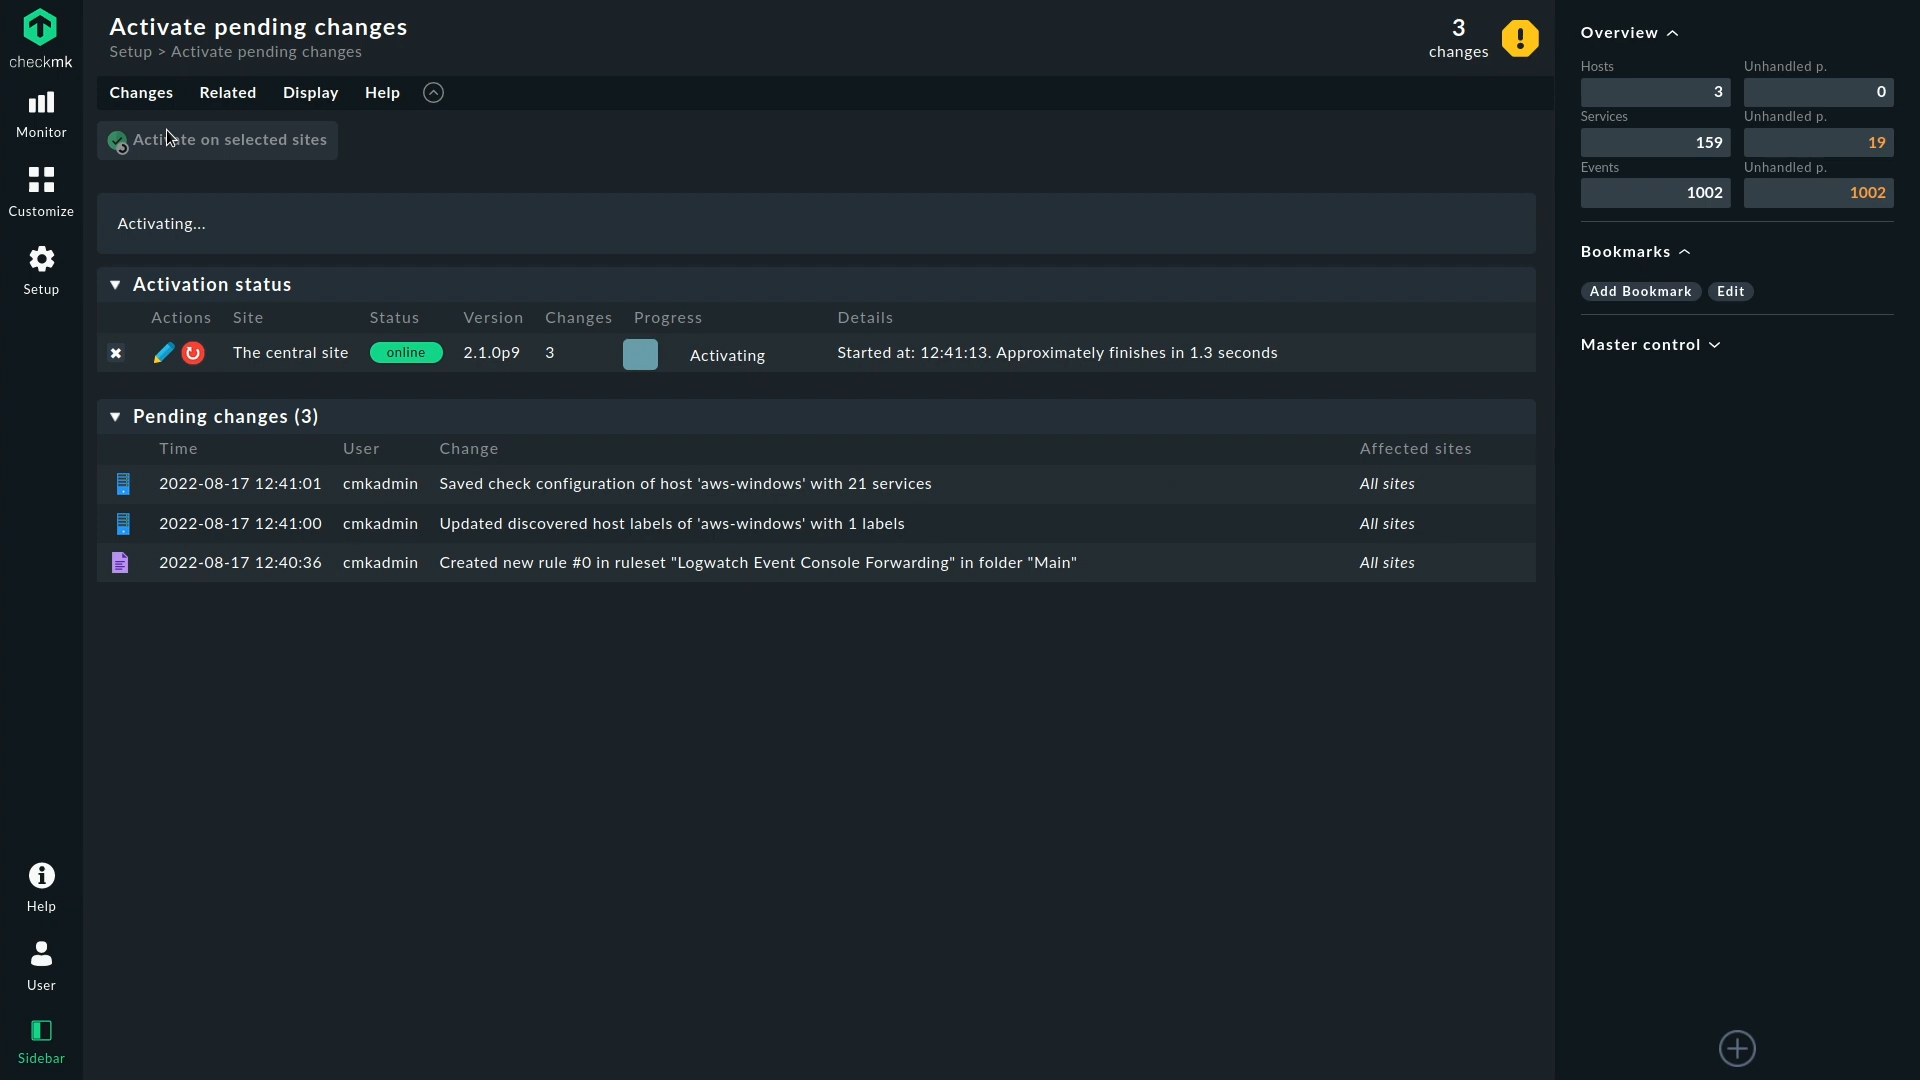 checkmk
Monitor
Customize
Setup
Help
User
Sidebar
Activate pending changes
Setup > Activate pending changes
3
changes
Changes Related Display Help
Activate on selected sites
Activating...
Activation status
Actions Site Status Version Changes Progress Details
The central site online 2.1.0p9 3 Activating Started at: 12:41:13. Approximately finishes in 1.3 seconds
Pending changes (3)
Time User Change Affected sites
2022-08-17 12:41:01 cmkadmin Saved check configuration of host 'aws-windows' with 21 services All sites
2022-08-17 12:41:00 cmkadmin Updated discovered host labels of 'aws-windows' with 1 labels All sites
2022-08-17 12:40:36 cmkadmin Created new rule #0 in ruleset "Logwatch Event Console Forwarding" in folder "Main" All sites
Overview
Hosts Unhandled p.
3 0
Services Unhandled p.
159 19
Events Unhandled p.
1002 1002
Bookmarks
Add Bookmark Edit
Master control